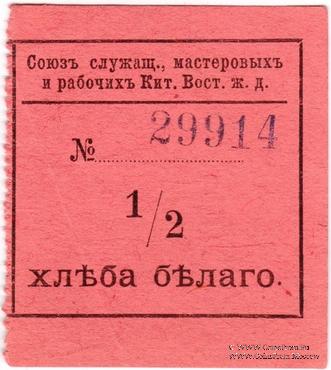 Союзъ служащ., мастеровыхъ
и рабочихъ Кит. Вост. ж. д.
№ 29914
1/2
хлѣба бѣлаго.